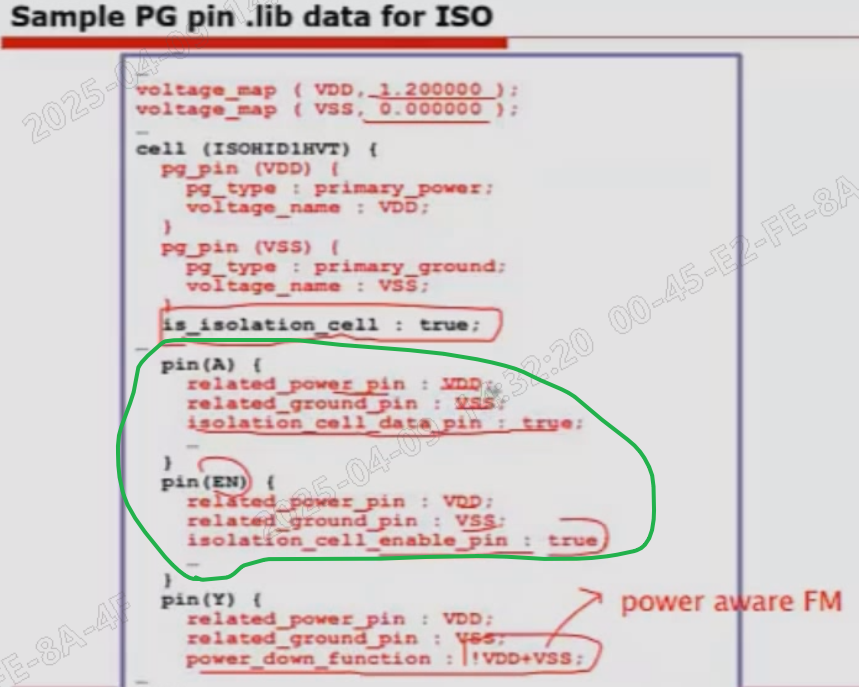 Sample PG pin .lib data for ISO
voltage_map ( VDD, 1.200000 );
voltage_map ( VSS, 0.000000 );
cell (ISOHID1HVT) {
pg_pin (VDD) {
pg_type : primary_power;
voltage_name : VDD;
}
pg_pin (VSS) {
pg_type : primary_ground;
voltage_name : VSS;
}
is_isolation_cell : true;
pin(A) {
related_power_pin : VDD;
related_ground_pin : VSS;
isolation_cell_data_pin : true;
}
pin(EN) {
related_power_pin : VDD;
related_ground_pin : VSS;
isolation_cell_enable_pin : true
}
pin(Y) {
related_power_pin : VDD;
related_ground_pin : VSS;
power_down_function : !VDD+VSS;
power aware FM
00-45-E2-FE-8A
2025-04-09 14:32:20
FE-8A-4F